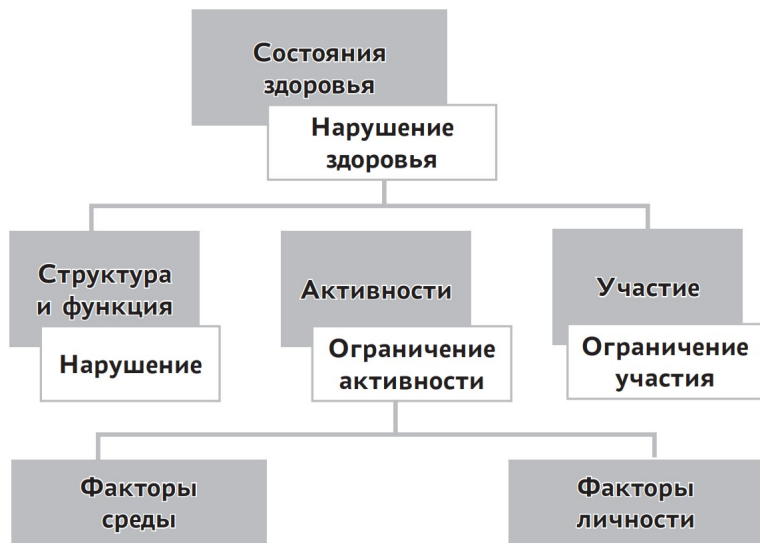 Состояния
здоровья
Нарушение
здоровья
Структура
и функция
Нарушение
Активности
Ограничение
активности
Участие
Ограничение
участия
Факторы
среды
Факторы
личности